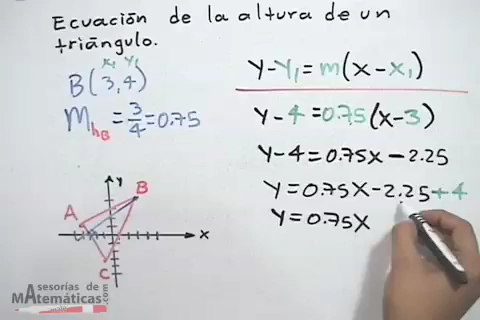 Ecuación de la altura de un
triángulo.
x₁ y₁
B(3,4)
m_hB = 3/4 = 0.75
y-y₁=m(x-x₁)
y-4=0.75(x-3)
y-4=0.75x-2.25
y=0.75x-2.25+4
y=0.75x
y
A
B
x
C
Asesorías de
Matemáticas.com